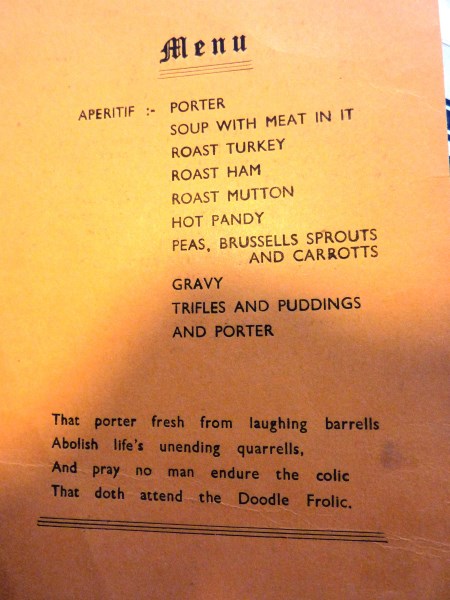 Menu
APERITIF :- PORTER
SOUP WITH MEAT IN IT
ROAST TURKEY
ROAST HAM
ROAST MUTTON
HOT PANDY
PEAS, BRUSSELLS SPROUTS
AND CARROTTS
GRAVY
TRIFLES AND PUDDINGS
AND PORTER
That porter fresh from laughing barrells
Abolish life's unending quarrells,
And pray no man endure the colic
That doth attend the Doodle Frolic.